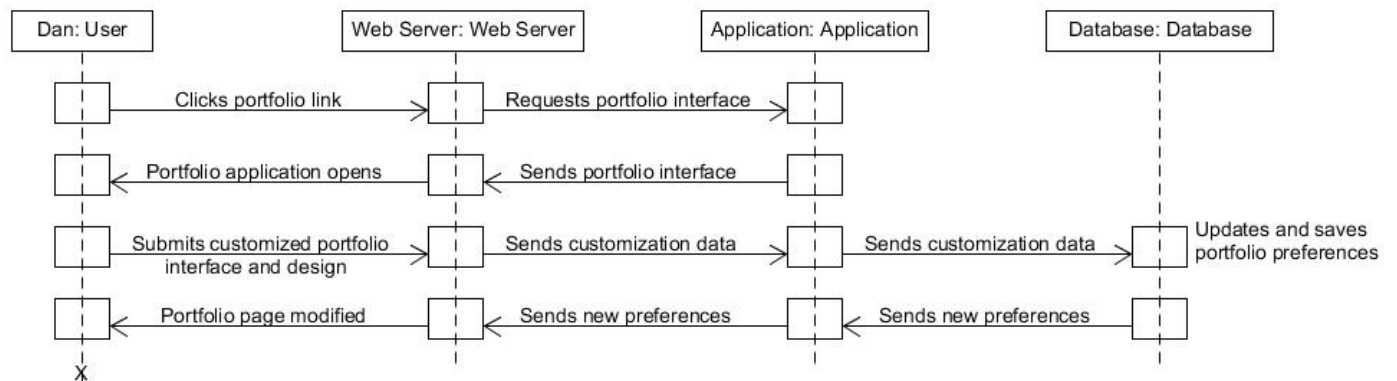 Dan: User
Web Server: Web Server
Application: Application
Database: Database
Clicks portfolio link
Requests portfolio interface
Portfolio application opens
Sends portfolio interface
Submits customized portfolio
interface and design
Sends customization data
Sends customization data
Updates and saves
portfolio preferences
Portfolio page modified
Sends new preferences
Sends new preferences
X